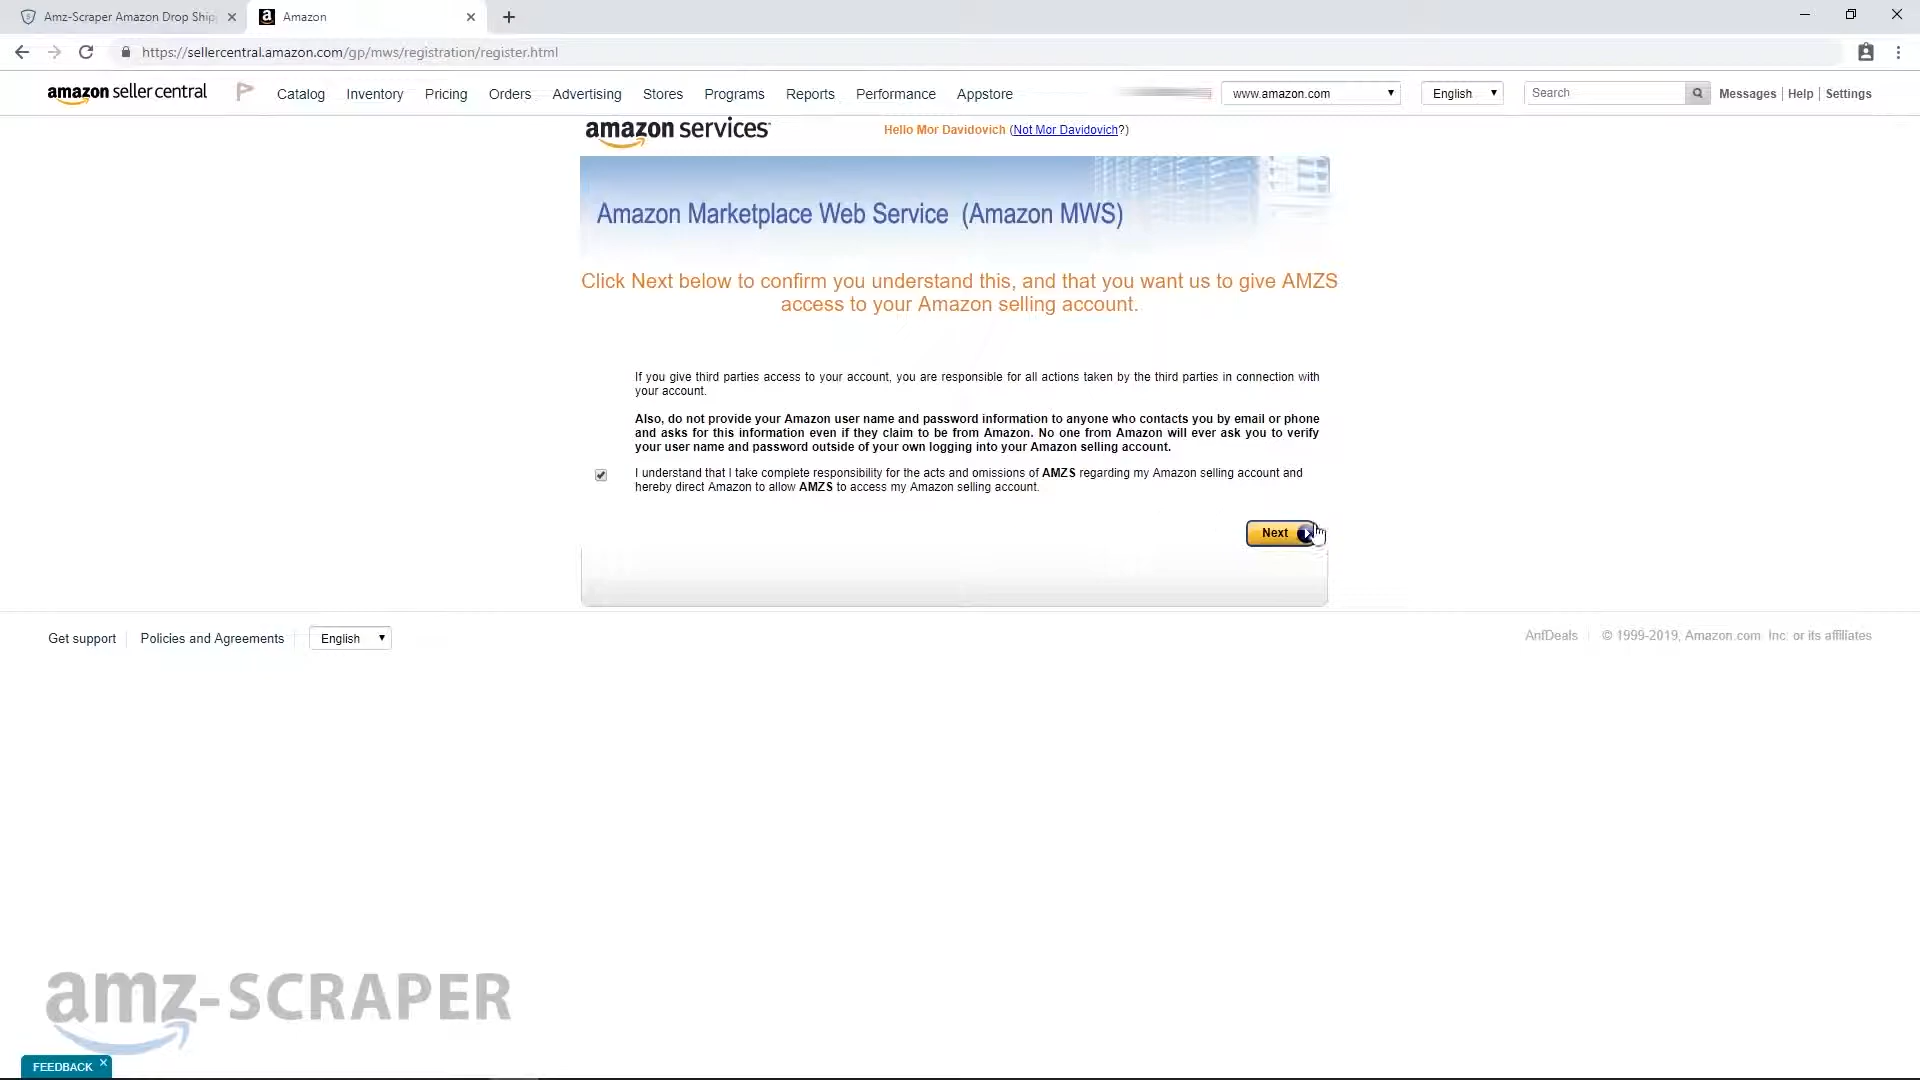 Amz-Scraper Amazon Drop Ship
Amazon
https://sellercentral.amazon.com/gp/mws/registration/register.html
amazon seller central
Catalog
Inventory
Pricing
Orders
Advertising
Stores
Programs
Reports
Performance
Appstore
www.amazon.com
English
Search
Messages
Help
Settings
amazon services
Hello Mor Davidovich (Not Mor Davidovich?)
Amazon Marketplace Web Service (Amazon MWS)
Click Next below to confirm you understand this, and that you want us to give AMZS
access to your Amazon selling account.
If you give third parties access to your account, you are responsible for all actions taken by the third parties in connection with
your account.
Also, do not provide your Amazon user name and password information to anyone who contacts you by email or phone
and asks for this information even if they claim to be from Amazon. No one from Amazon will ever ask you to verify
your user name and password outside of your own logging into your Amazon selling account.
I understand that I take complete responsibility for the acts and omissions of AMZS regarding my Amazon selling account and
hereby direct Amazon to allow AMZS to access my Amazon selling account.
Next
Get support
Policies and Agreements
English
AnfDeals
© 1999-2019, Amazon.com Inc. or its affiliates
amz-SCRAPER
FEEDBACK